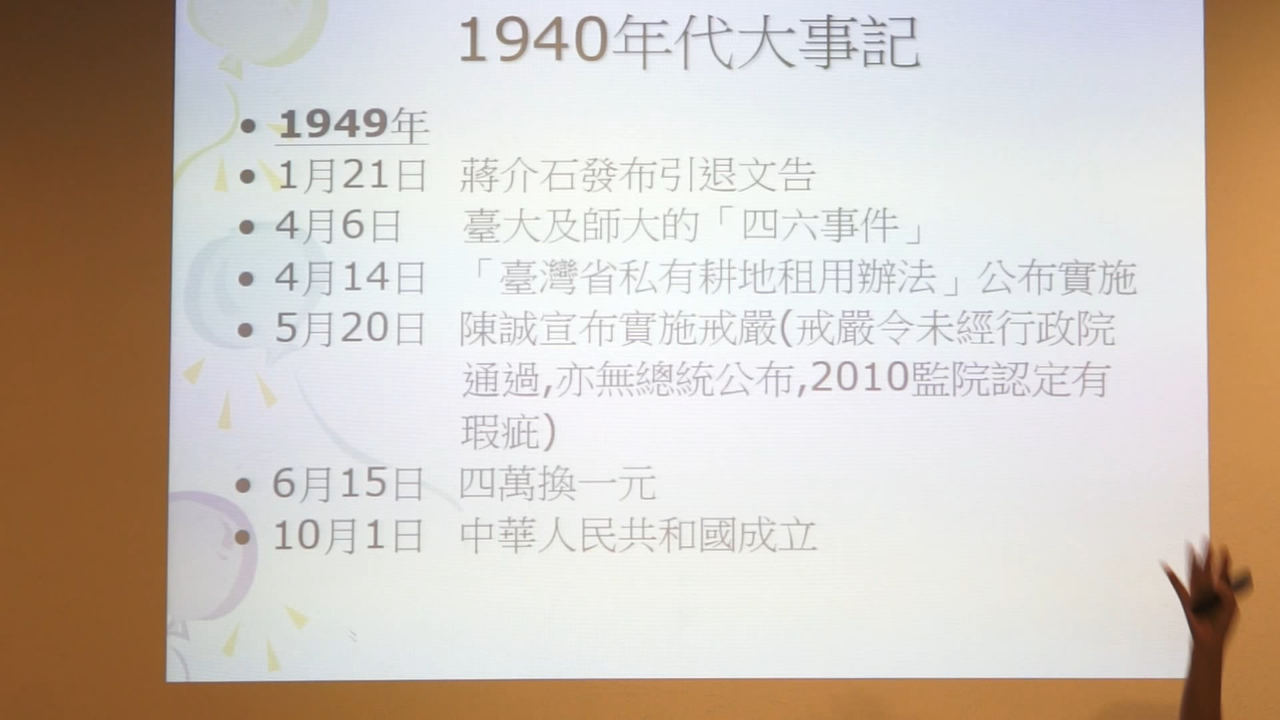 1940年代大事記
• 1949年
• 1月21日 蔣介石發布引退文告
• 4月6日 臺大及師大的「四六事件」
• 4月14日 「臺灣省私有耕地租用辦法」公布實施
• 5月20日 陳誠宣布實施戒嚴(戒嚴令未經行政院
通過,亦無總統公布,2010監院認定有
瑕疵)
• 6月15日 四萬換一元
• 10月1日 中華人民共和國成立